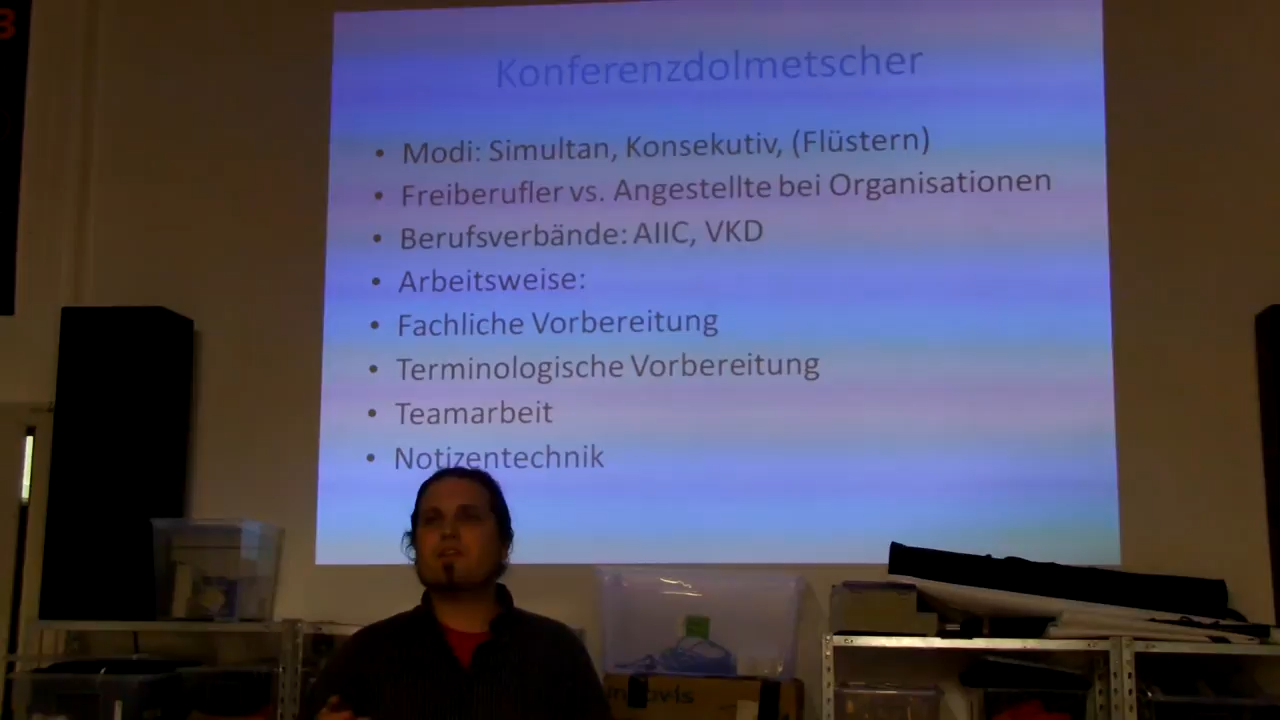 Konferenzdolmetscher
• Modi: Simultan, Konsekutiv, (Flüstern)
• Freiberufler vs. Angestellte bei Organisationen
• Berufsverbände: AIIC, VKD
• Arbeitsweise:
• Fachliche Vorbereitung
• Terminologische Vorbereitung
• Teamarbeit
• Notizentechnik